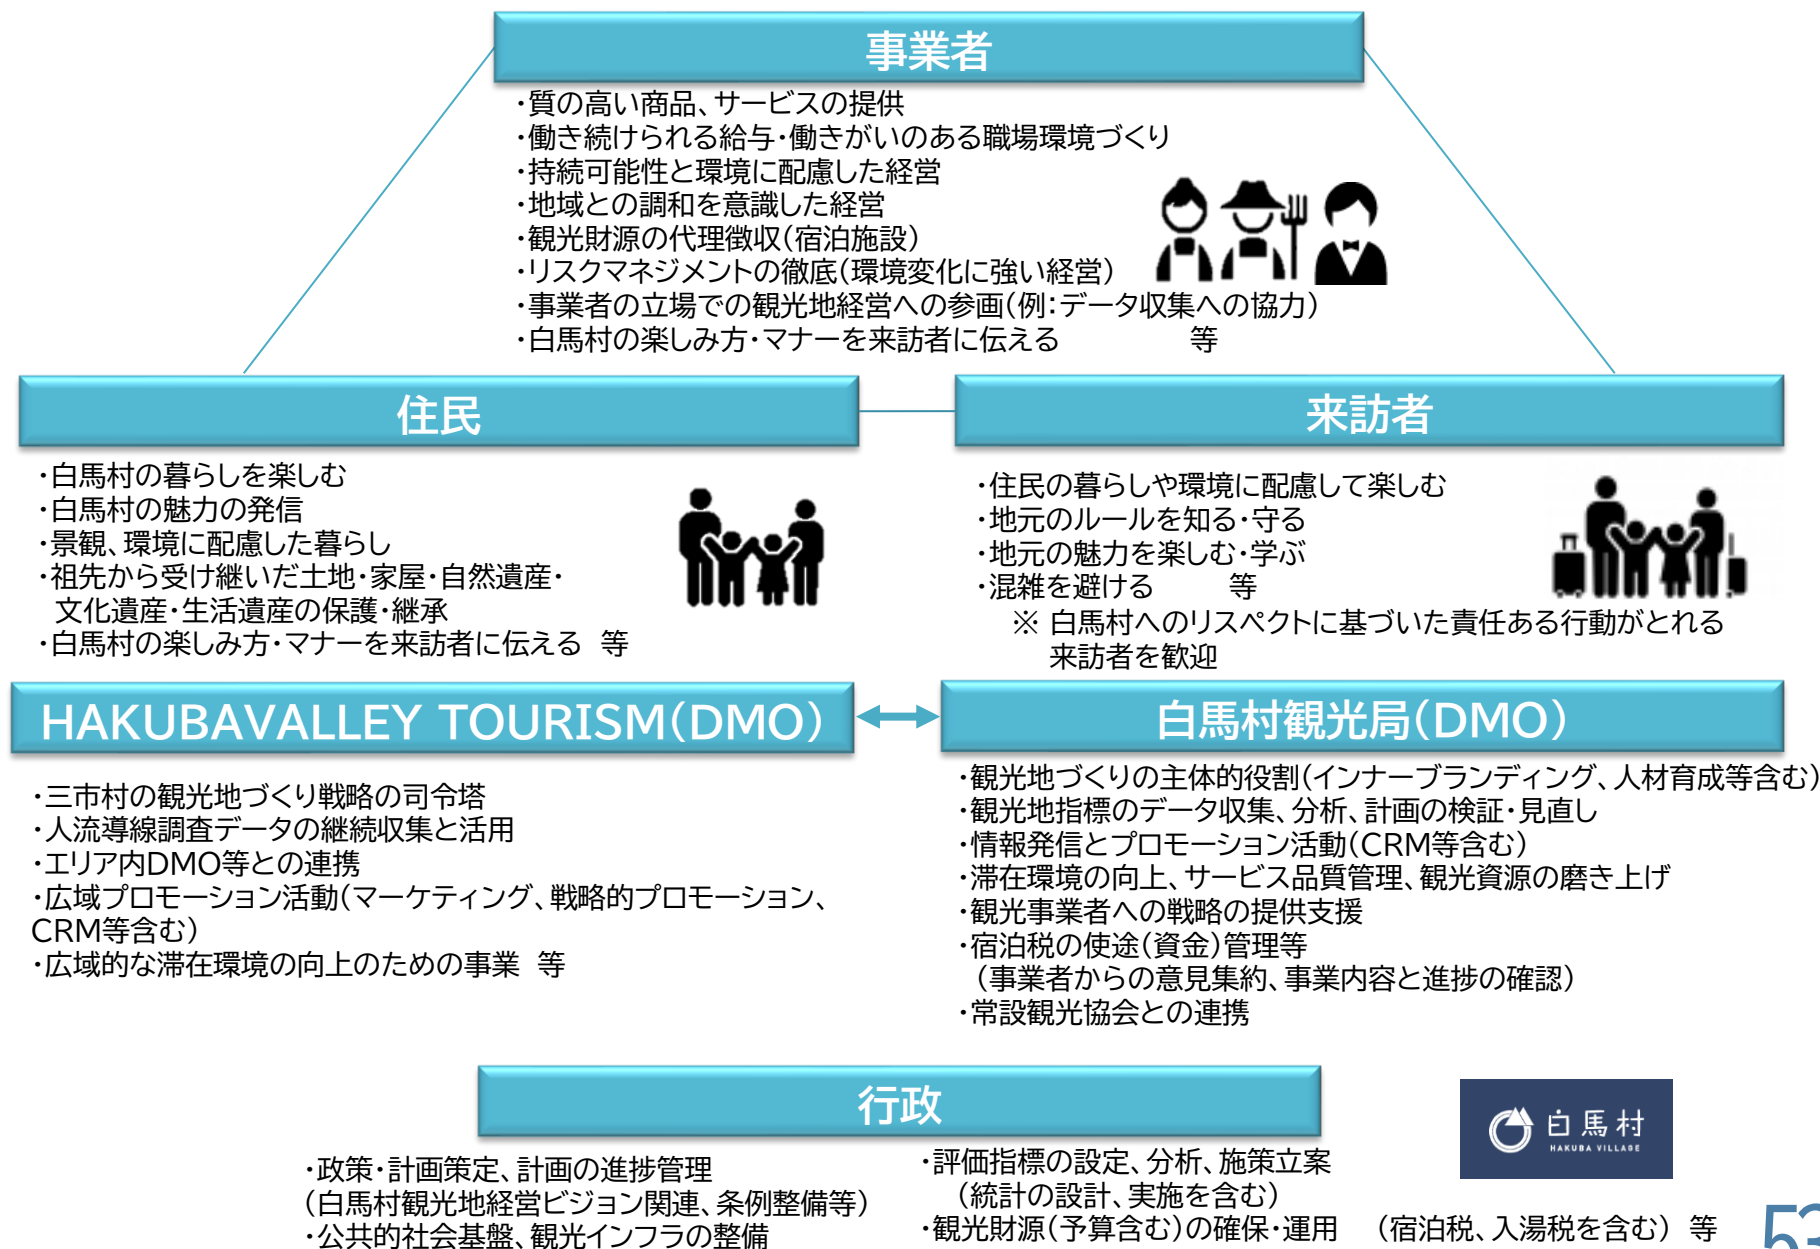 事業者
・質の高い商品、サービスの提供
・働き続けられる給与・働きがいのある職場環境づくり
・持続可能性と環境に配慮した経営
・地域との調和を意識した経営
・観光財源の代理徴収(宿泊施設)
・リスクマネジメントの徹底(環境変化に強い経営)
・事業者の立場での観光地経営への参画(例:データ収集への協力)
・白馬村の楽しみ方・マナーを来訪者に伝える 等
住民
・白馬村の暮らしを楽しむ
・白馬村の魅力の発信
・景観、環境に配慮した暮らし
・祖先から受け継いだ土地・家屋・自然遺産・
文化遺産・生活遺産の保護・継承
・白馬村の楽しみ方・マナーを来訪者に伝える 等
来訪者
・住民の暮らしや環境に配慮して楽しむ
・地元のルールを知る・守る
・地元の魅力を楽しむ・学ぶ
・混雑を避ける 等
※ 白馬村へのリスペクトに基づいた責任ある行動がとれる
来訪者を歓迎
HAKUBAVALLEY TOURISM(DMO)
・三市村の観光地づくり戦略の司令塔
・人流導線調査データの継続収集と活用
・エリア内DMO等との連携
・広域プロモーション活動(マーケティング、戦略的プロモーション、
CRM等含む)
・広域的な滞在環境の向上のための事業 等
白馬村観光局(DMO)
・観光地づくりの主体的役割(インナーブランディング、人材育成等含む)
・観光地指標のデータ収集、分析、計画の検証・見直し
・情報発信とプロモーション活動(CRM等含む)
・滞在環境の向上、サービス品質管理、観光資源の磨き上げ
・観光事業者への戦略の提供支援
・宿泊税の使途(資金)管理等
(事業者からの意見集約、事業内容と進捗の確認)
・常設観光協会との連携
行政
・政策・計画策定、計画の進捗管理
(白馬村観光地経営ビジョン関連、条例整備等)
・公共的社会基盤、観光インフラの整備
・評価指標の設定、分析、施策立案
(統計の設計、実施を含む)
・観光財源(予算含む)の確保・運用 (宿泊税、入湯税を含む) 等
白馬村
HAKUBA VILLAGE
53